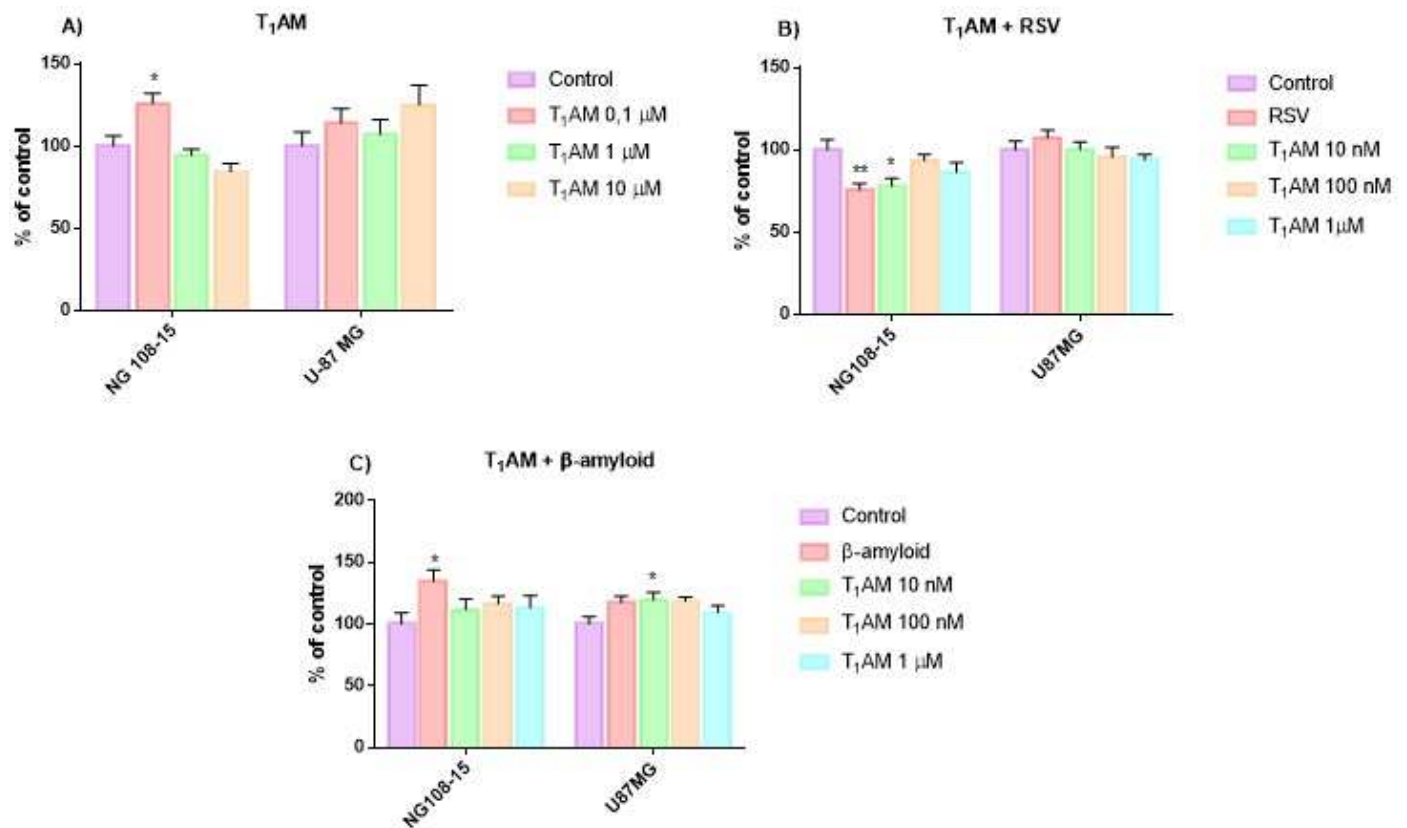 A)
T₁AM
% of control
150
100
50
0
*
NG 108-15
U-87 MG
Control
T₁AM 0,1 µM
T₁AM 1 µM
T₁AM 10 µM
B)
T₁AM + RSV
% of control
150
100
50
0
**
*
NG108-15
U87MG
Control
RSV
T₁AM 10 nM
T₁AM 100 nM
T₁AM 1µM
C)
T₁AM + β-amyloid
% of control
200
150
100
50
0
*
*
NG108-15
U87MG
Control
β-amyloid
T₁AM 10 nM
T₁AM 100 nM
T₁AM 1 µM